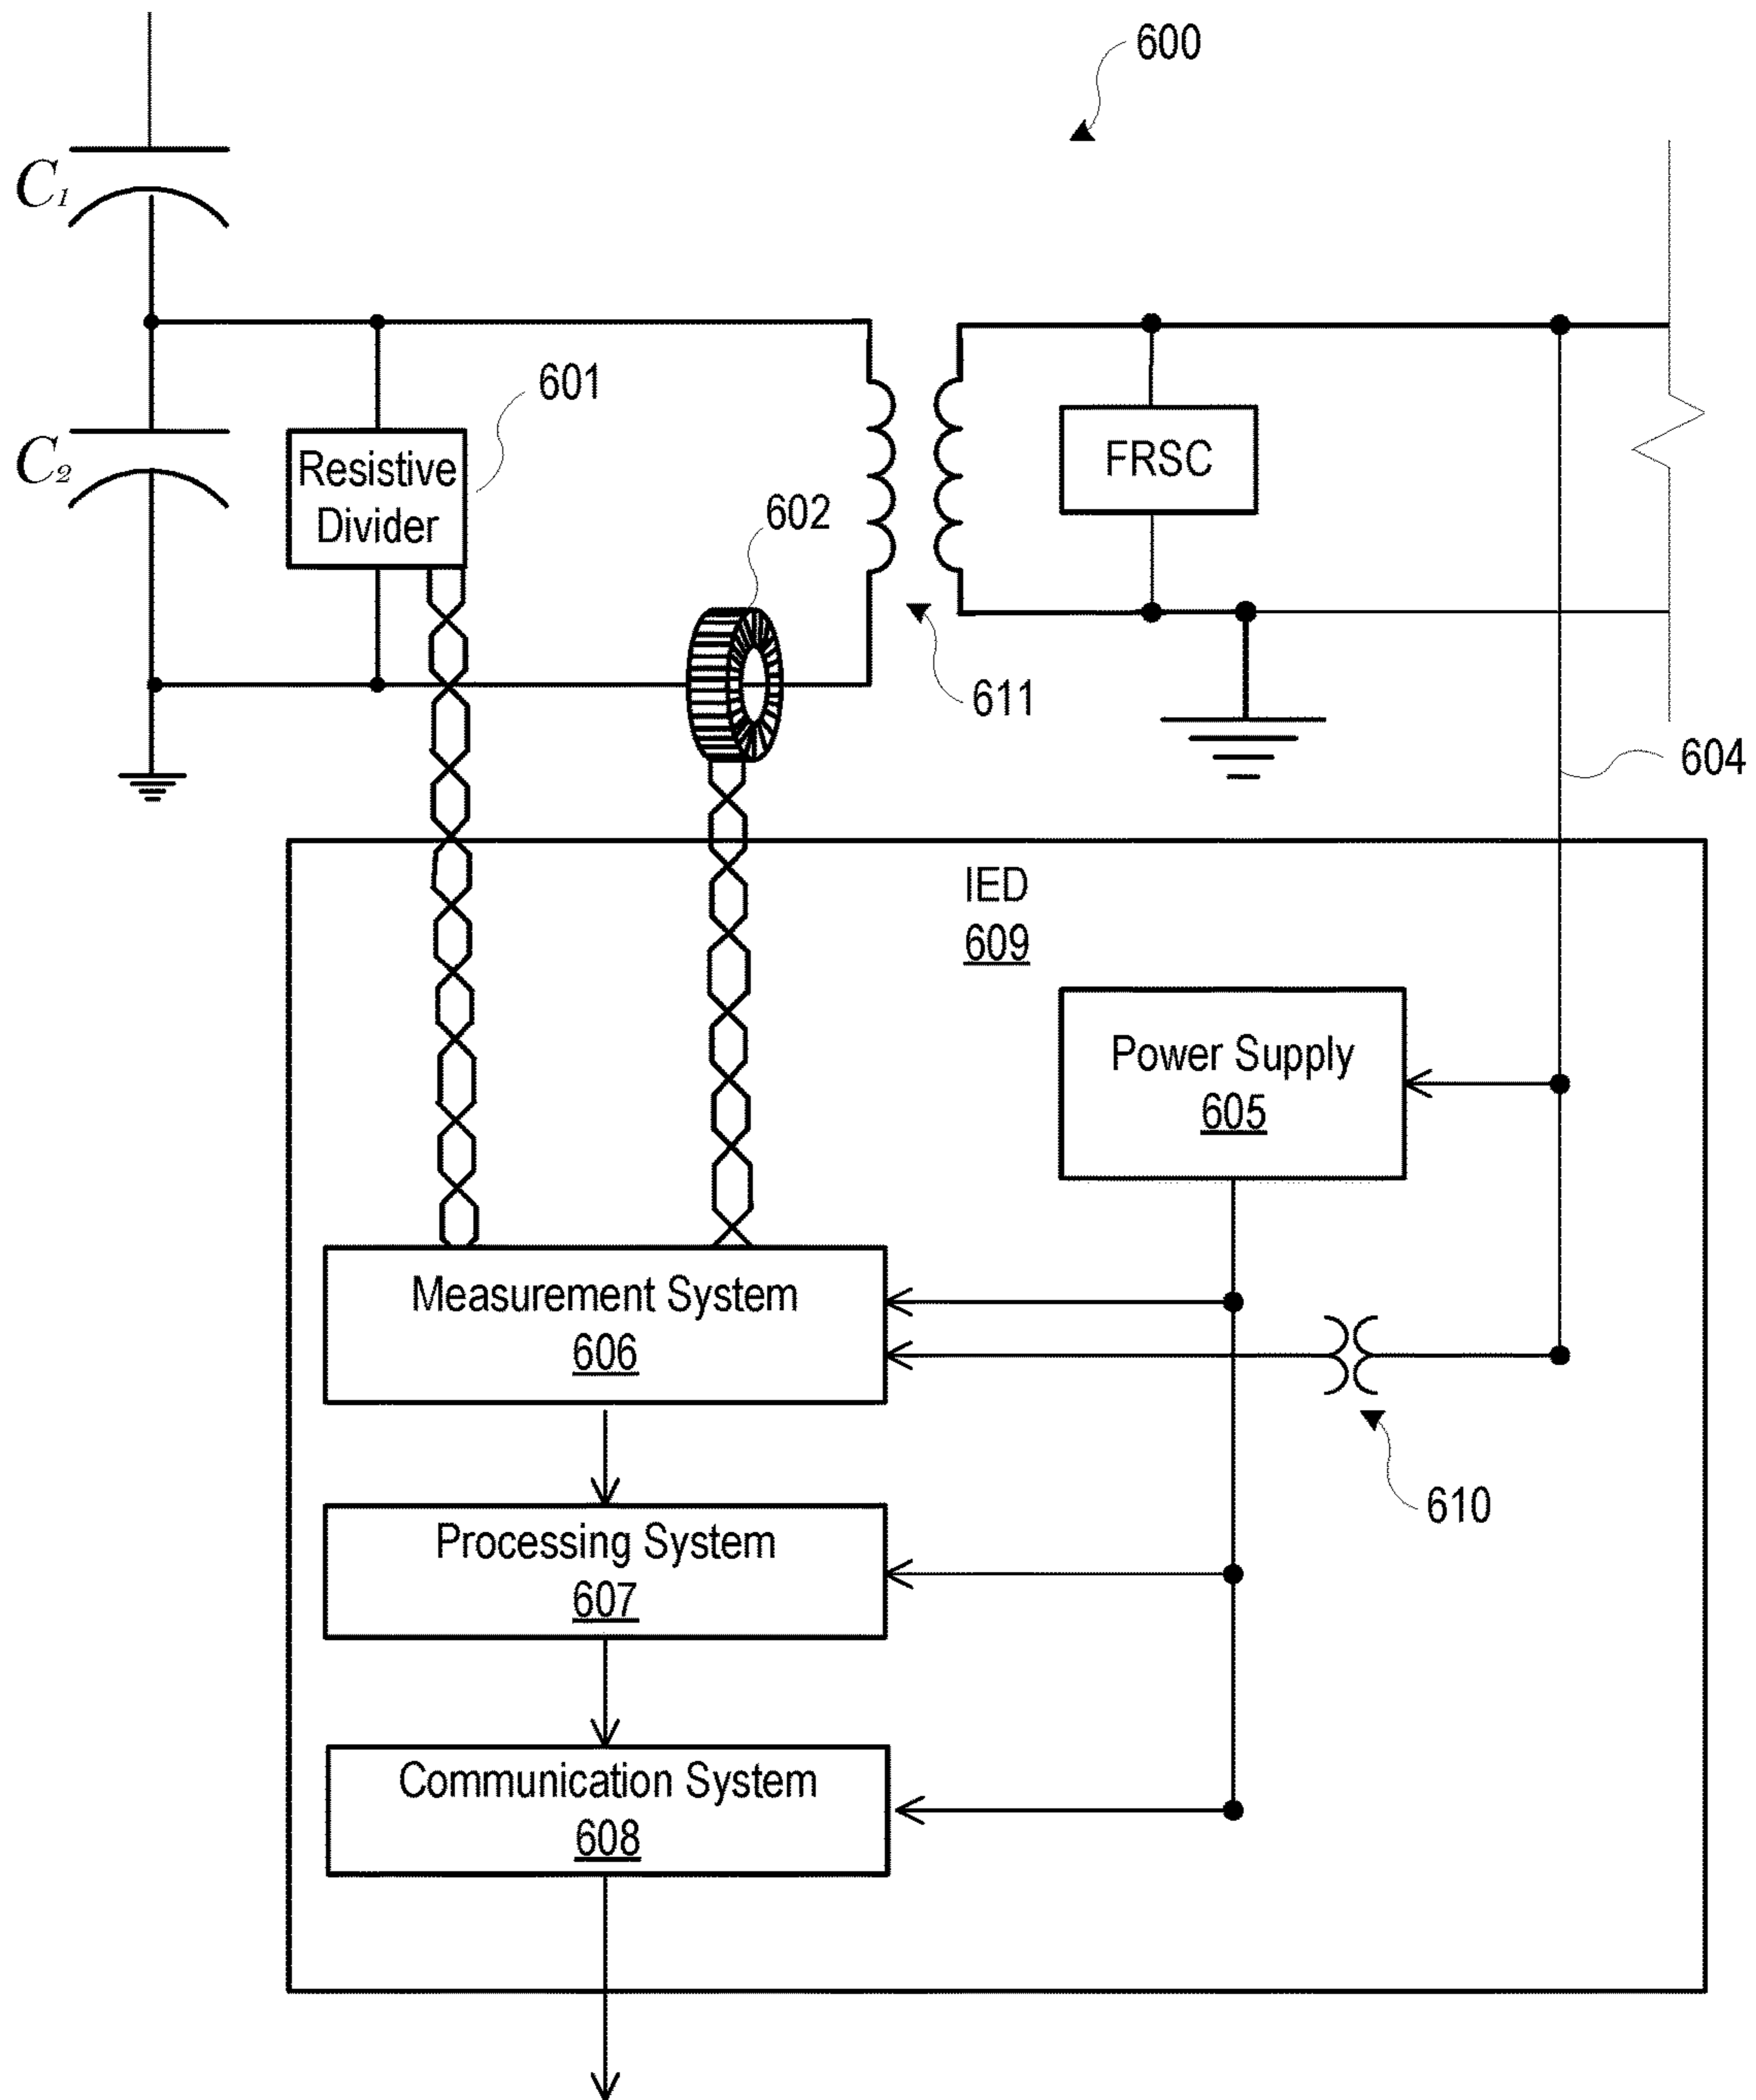 600
C1
601
C2
Resistive
Divider
FRSC
602
611
604
IED
609
Power Supply
605
Measurement System
606
610
Processing System
607
Communication System
608